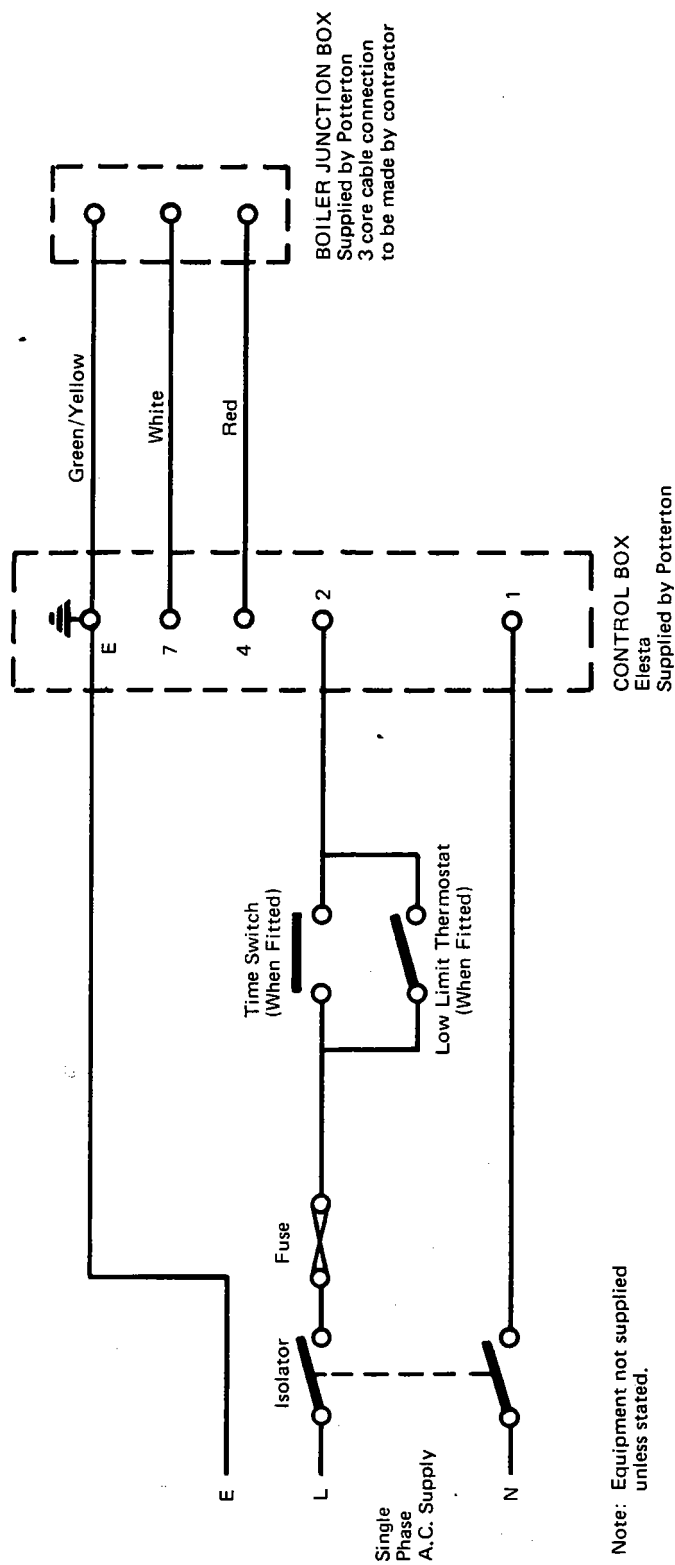 BOILER JUNCTION BOX
Supplied by Potterton
3 core cable connection
to be made by contractor
Green/Yellow
White
Red
E
7
4
2
1
CONTROL BOX
Elesta
Supplied by Potterton
Time Switch
(When Fitted)
Low Limit Thermostat
(When Fitted)
Fuse
Isolator
E
L
N
Single
Phase
A.C. Supply
Note: Equipment not supplied
unless stated.